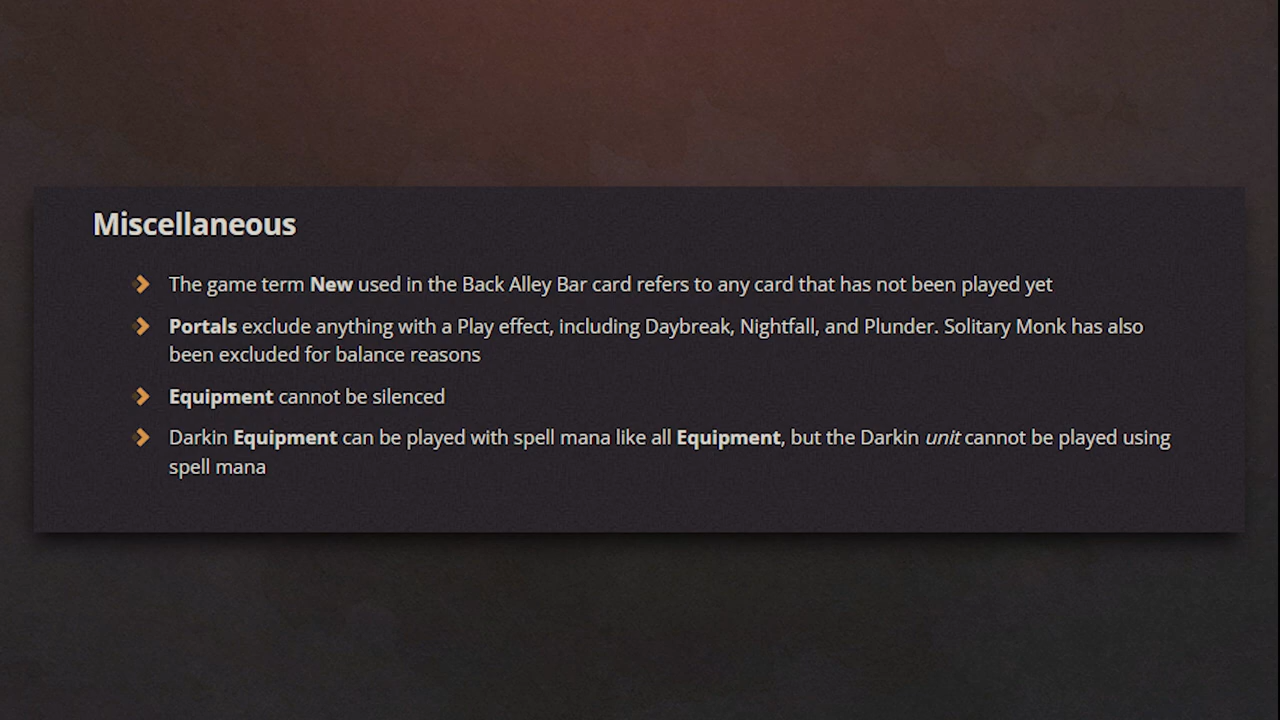 Miscellaneous
The game term New used in the Back Alley Bar card refers to any card that has not been played yet
Portals exclude anything with a Play effect, including Daybreak, Nightfall, and Plunder. Solitary Monk has also
been excluded for balance reasons
Equipment cannot be silenced
Darkin Equipment can be played with spell mana like all Equipment, but the Darkin unit cannot be played using
spell mana